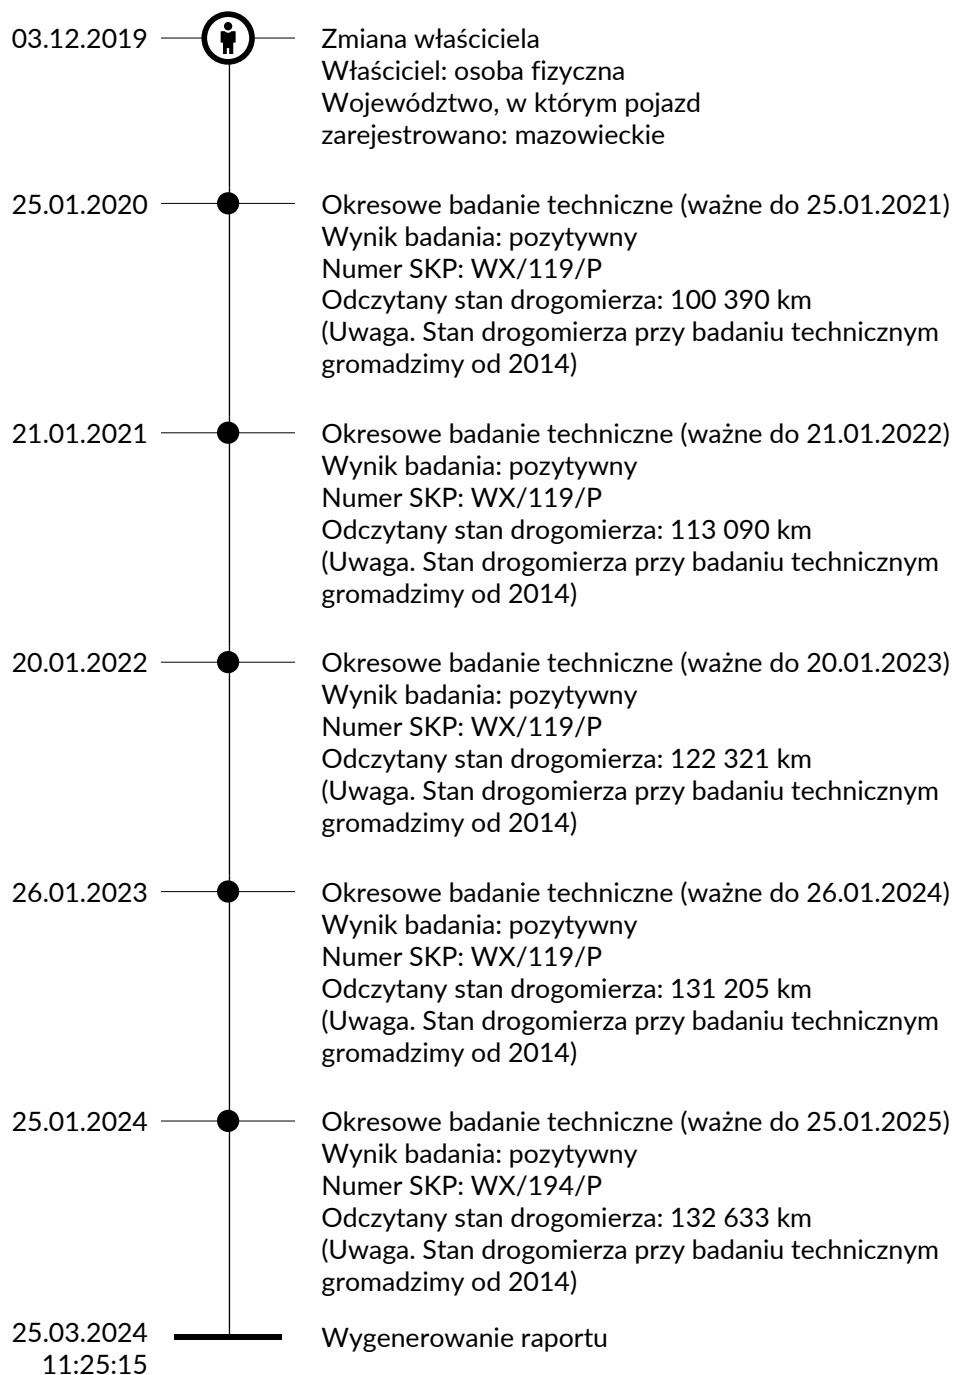 03.12.2019
Zmiana właściciela
Właściciel: osoba fizyczna
Województwo, w którym pojazd
zarejestrowano: mazowieckie
25.01.2020
Okresowe badanie techniczne (ważne do 25.01.2021)
Wynik badania: pozytywny
Numer SKP: WX/119/P
Odczytany stan drogomierza: 100 390 km
(Uwaga. Stan drogomierza przy badaniu technicznym
gromadzimy od 2014)
21.01.2021
Okresowe badanie techniczne (ważne do 21.01.2022)
Wynik badania: pozytywny
Numer SKP: WX/119/P
Odczytany stan drogomierza: 113 090 km
(Uwaga. Stan drogomierza przy badaniu technicznym
gromadzimy od 2014)
20.01.2022
Okresowe badanie techniczne (ważne do 20.01.2023)
Wynik badania: pozytywny
Numer SKP: WX/119/P
Odczytany stan drogomierza: 122 321 km
(Uwaga. Stan drogomierza przy badaniu technicznym
gromadzimy od 2014)
26.01.2023
Okresowe badanie techniczne (ważne do 26.01.2024)
Wynik badania: pozytywny
Numer SKP: WX/119/P
Odczytany stan drogomierza: 131 205 km
(Uwaga. Stan drogomierza przy badaniu technicznym
gromadzimy od 2014)
25.01.2024
Okresowe badanie techniczne (ważne do 25.01.2025)
Wynik badania: pozytywny
Numer SKP: WX/194/P
Odczytany stan drogomierza: 132 633 km
(Uwaga. Stan drogomierza przy badaniu technicznym
gromadzimy od 2014)
25.03.2024
11:25:15
Wygenerowanie raportu